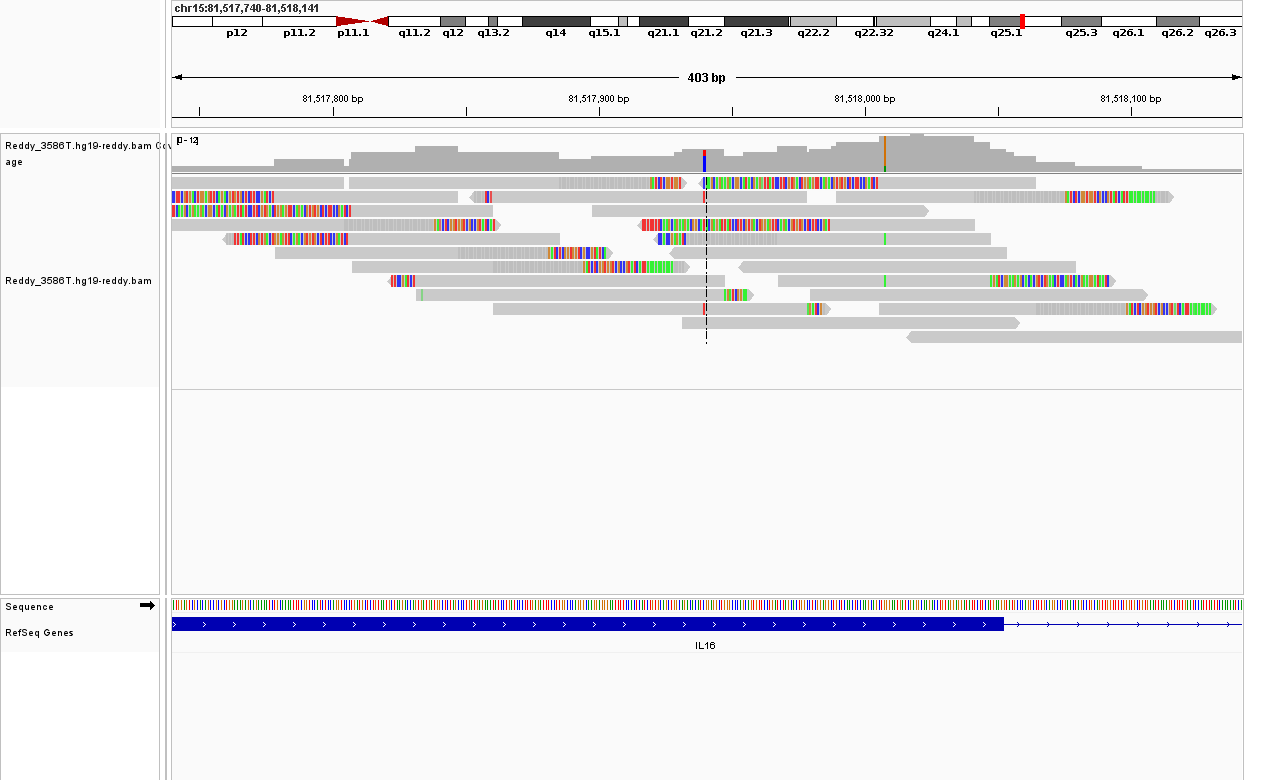 chr15:81,517,740-81,518,141
p12 p11.2 p11.1 q11.2 q12 q13.2 q14 q15.1 q21.1 q21.2 q21.3 q22.2 q22.32 q24.1 q25.1 q25.3 q26.1 q26.2 q26.3
403 bp
81,517,800 bp 81,517,900 bp 81,518,000 bp 81,518,100 bp
[0 - 12]
Reddy_3586T.hg19-reddy.bam Cov
age
Reddy_3586T.hg19-reddy.bam
Sequence
RefSeq Genes
IL16